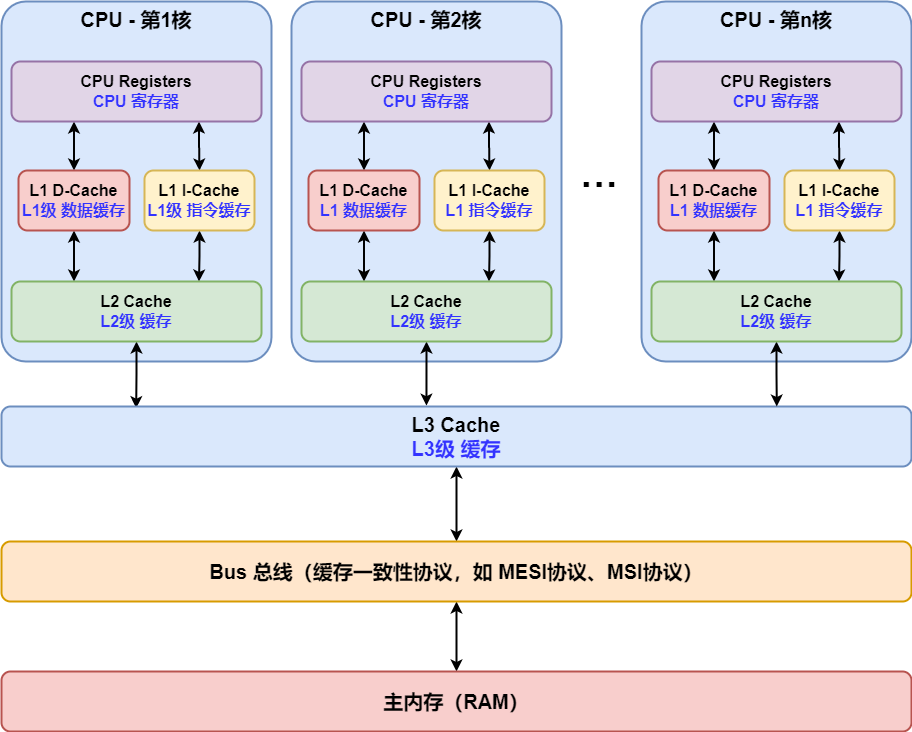 CPU - 第1核
CPU Registers
CPU 寄存器
L1 D-Cache
L1级 数据缓存
L1 I-Cache
L1级 指令缓存
L2 Cache
L2级 缓存
CPU - 第2核
CPU Registers
CPU 寄存器
L1 D-Cache
L1 数据缓存
L1 I-Cache
L1 指令缓存
L2 Cache
L2级 缓存
...
CPU - 第n核
CPU Registers
CPU 寄存器
L1 D-Cache
L1 数据缓存
L1 I-Cache
L1 指令缓存
L2 Cache
L2级 缓存
L3 Cache
L3级 缓存
Bus 总线（缓存一致性协议，如 MESI协议、MSI协议）
主内存（RAM）